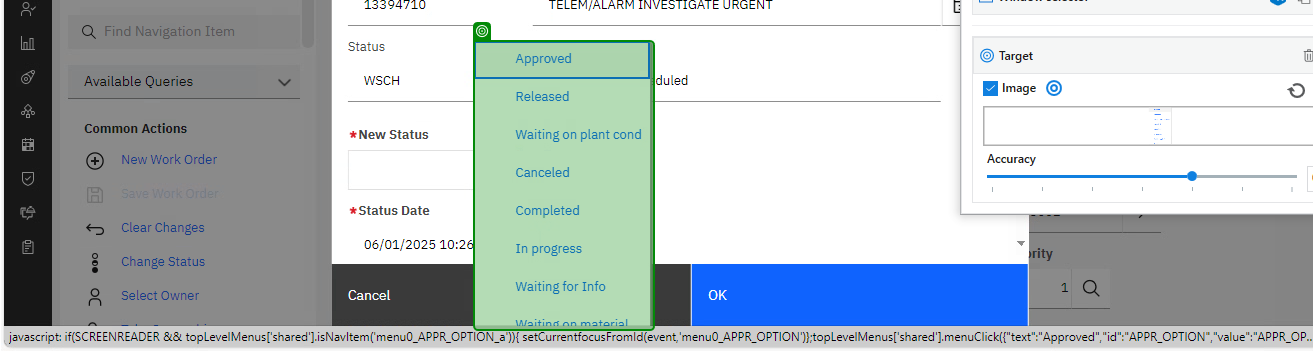 13394710
TELEM/ALARM INVESTIGATE URGENT
Find Navigation Item
Target
Status
Approved
Available Queries
WSCH
duled
Image
Released
Common Actions
*New Status
Waiting on plant cond
New Work Order
Accuracy
Canceled
Save Work Order
*Status Date
Completed
Clear Changes
06/01/2025 10:26
In progress
ority
Change Status
Select Owner
Cancel
Waiting for Info
OK
1
Waiting on material
javascript: if(SCREENREADER && topLevelMenus['shared'].isNavItem('menu0_APPR_OPTION_a')){ setCurrentfocusFromId(event,'menu0_APPR_OPTION')};topLevelMenus['shared'].menuClick({"text":"Approved","id":"APPR_OPTION","value":"APPR_OP...